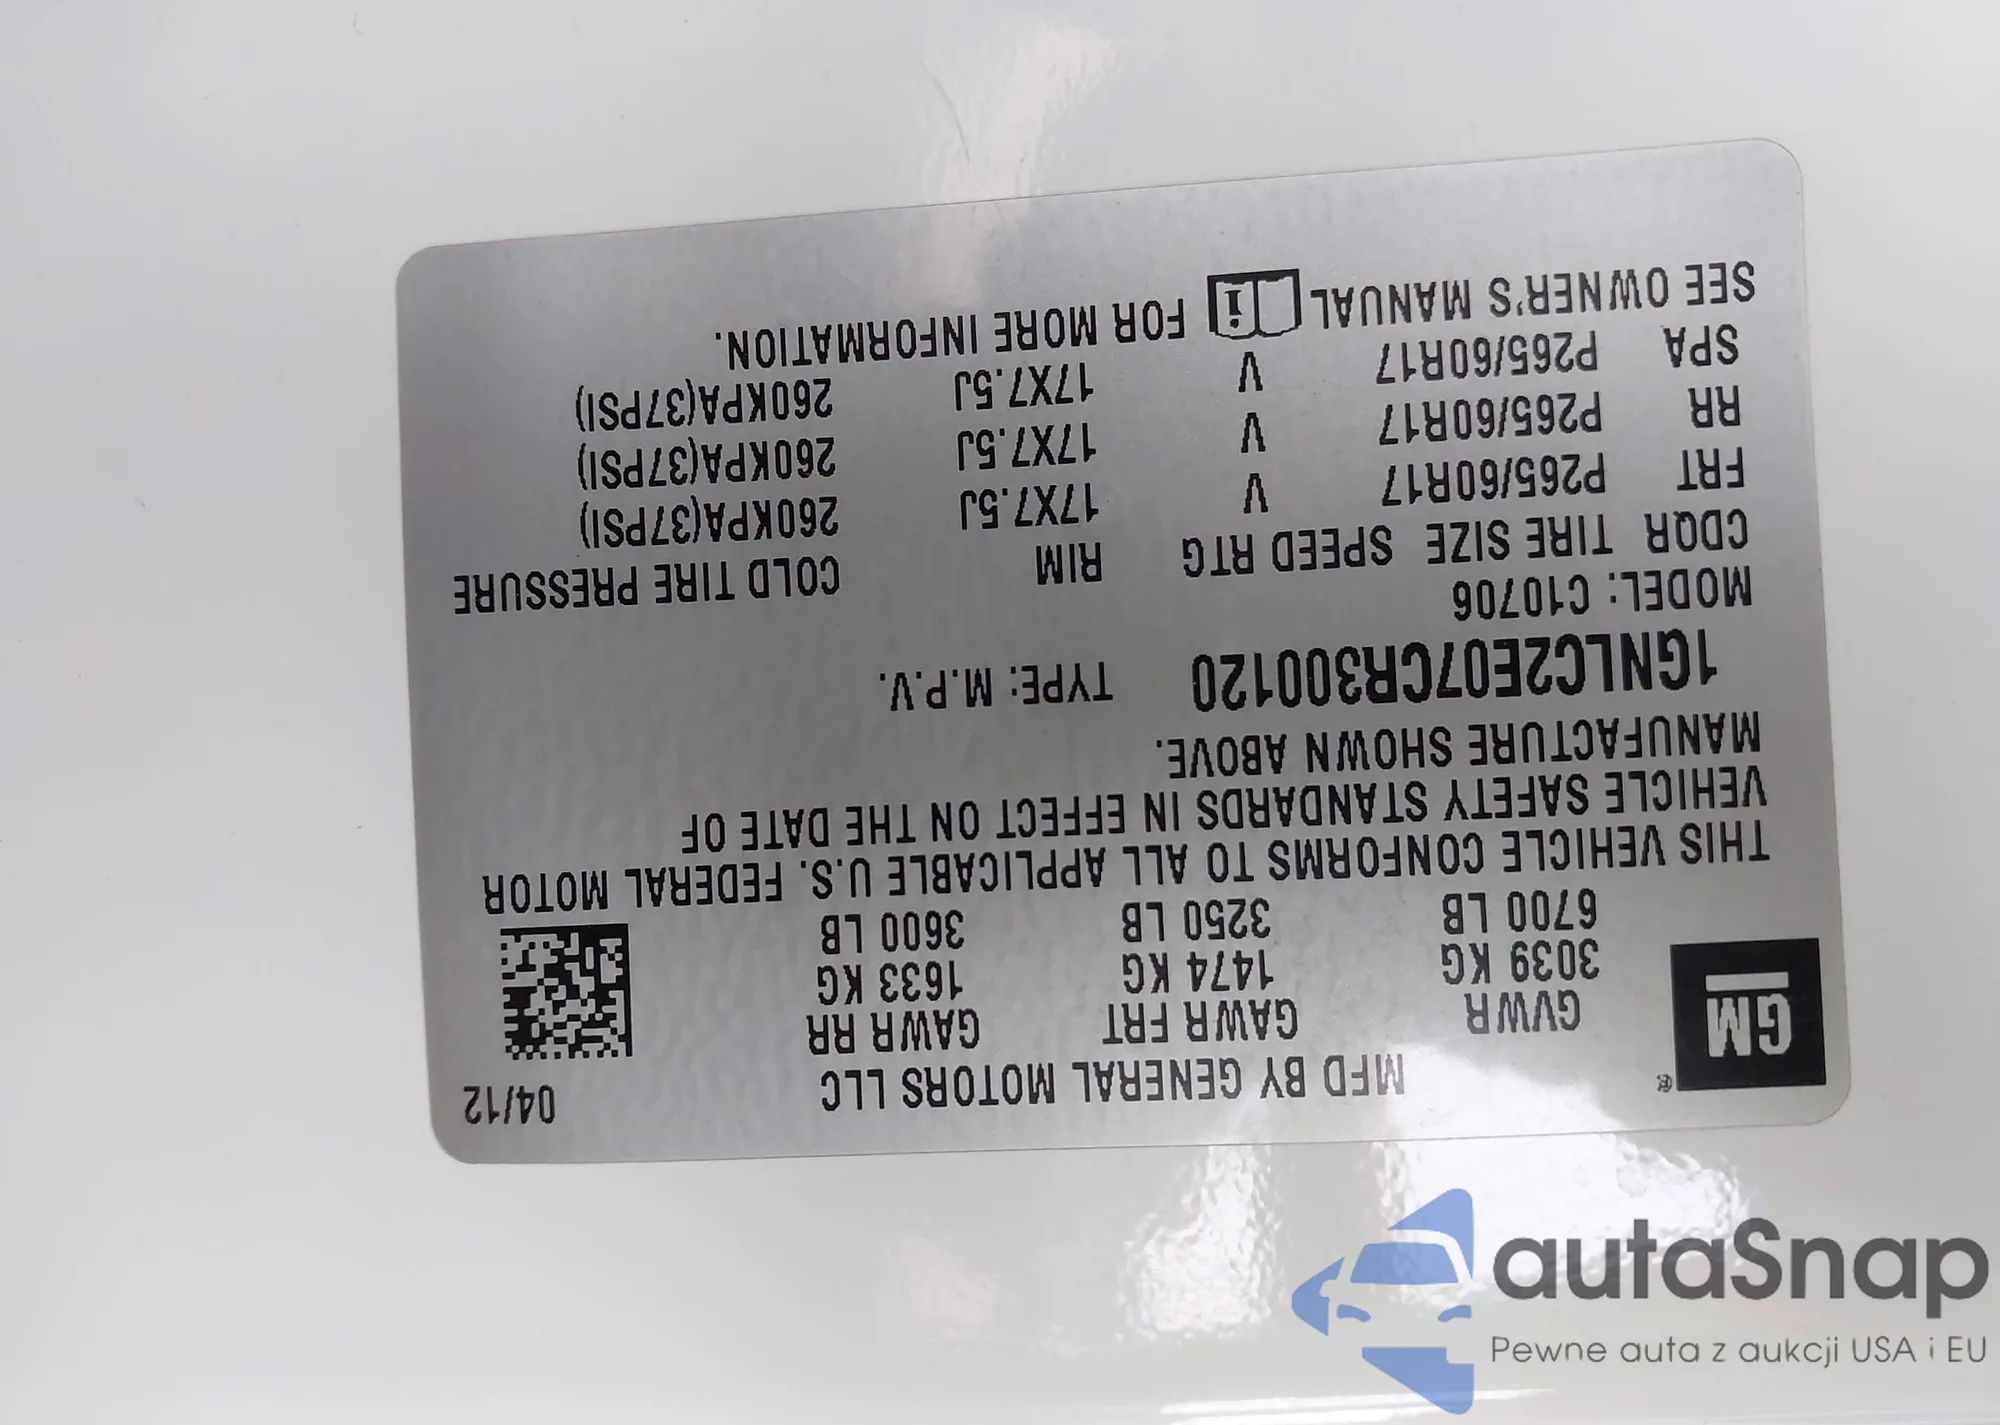 MFD BY GENERAL MOTORS LLC 04/12
GM ®
GVWR GAWR FRT GAWR RR
3039 KG 1474 KG 1633 KG
6700 LB 3250 LB 3600 LB
THIS VEHICLE CONFORMS TO ALL APPLICABLE U.S. FEDERAL MOTOR
VEHICLE SAFETY STANDARDS IN EFFECT ON THE DATE OF
MANUFACTURE SHOWN ABOVE.
1GNLC2E07CR300120 TYPE: M.P.V.
MODEL: C10706
CDQR TIRE SIZE SPEED RTG RIM COLD TIRE PRESSURE
FRT P265/60R17 V 17X7.5J 260KPA(37PSI)
RR P265/60R17 V 17X7.5J 260KPA(37PSI)
SPA P265/60R17 V 17X7.5J 260KPA(37PSI)
SEE OWNER'S MANUAL i FOR MORE INFORMATION.
autaSnap
Pewne auta z aukcji USA i EU